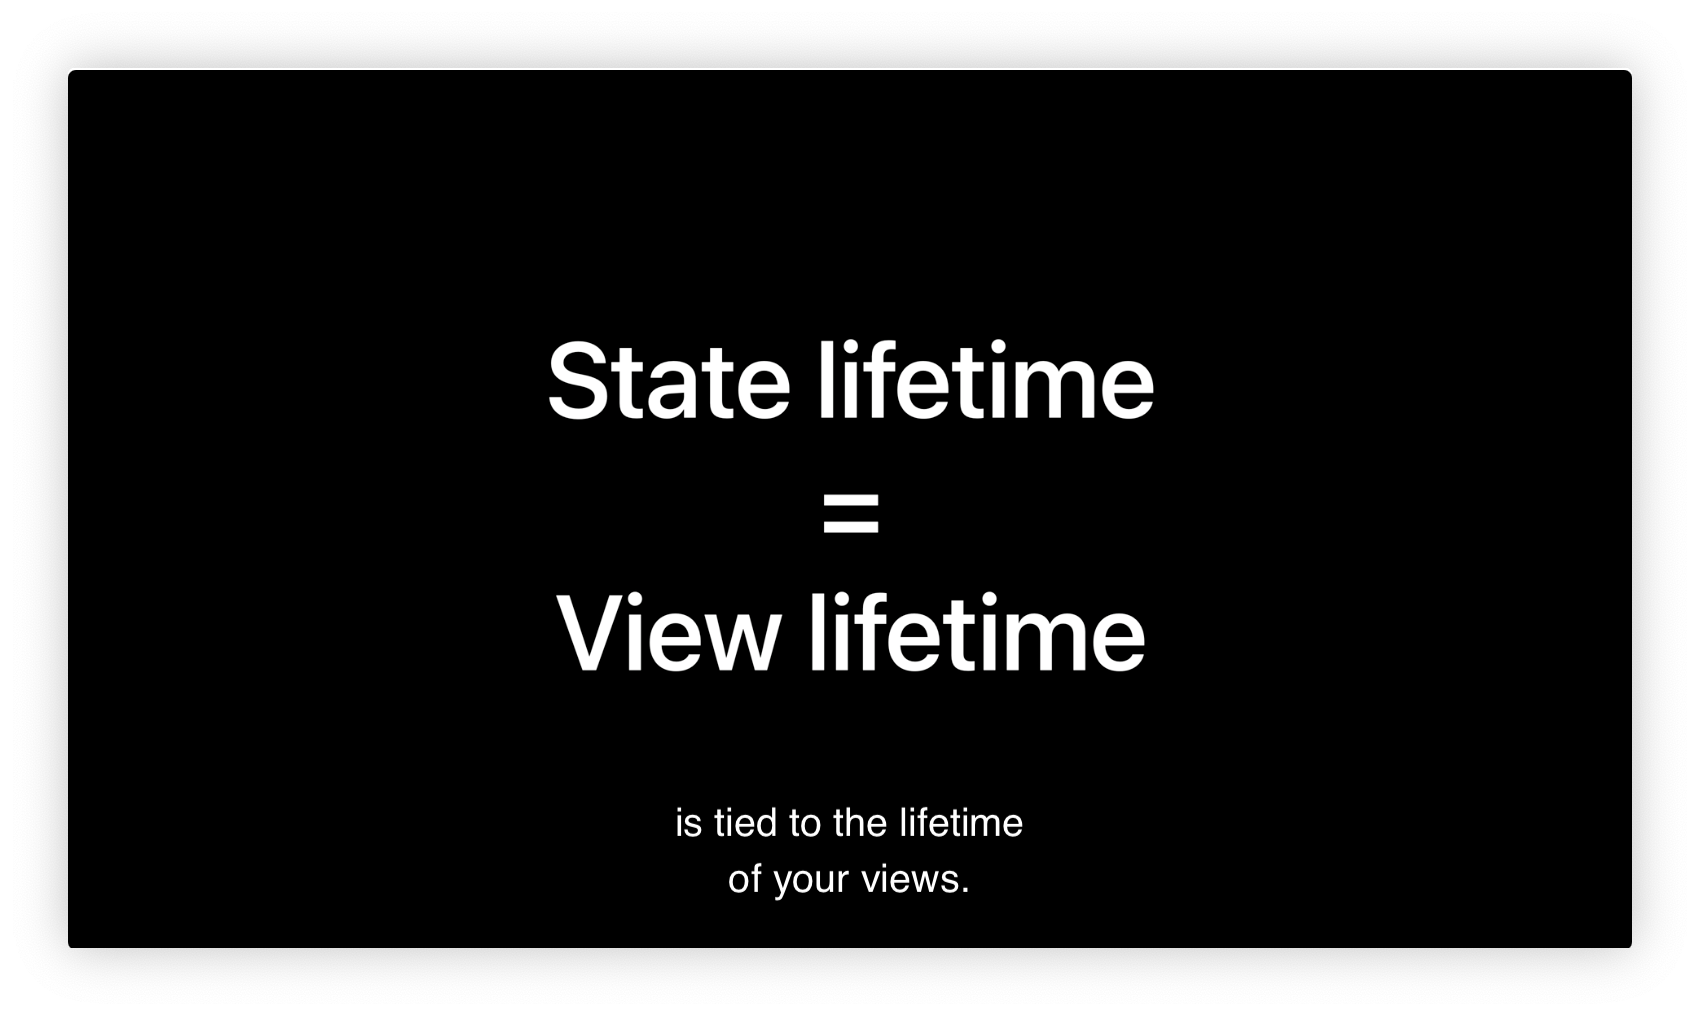 State lifetime
=
View lifetime
is tied to the lifetime
of your views.